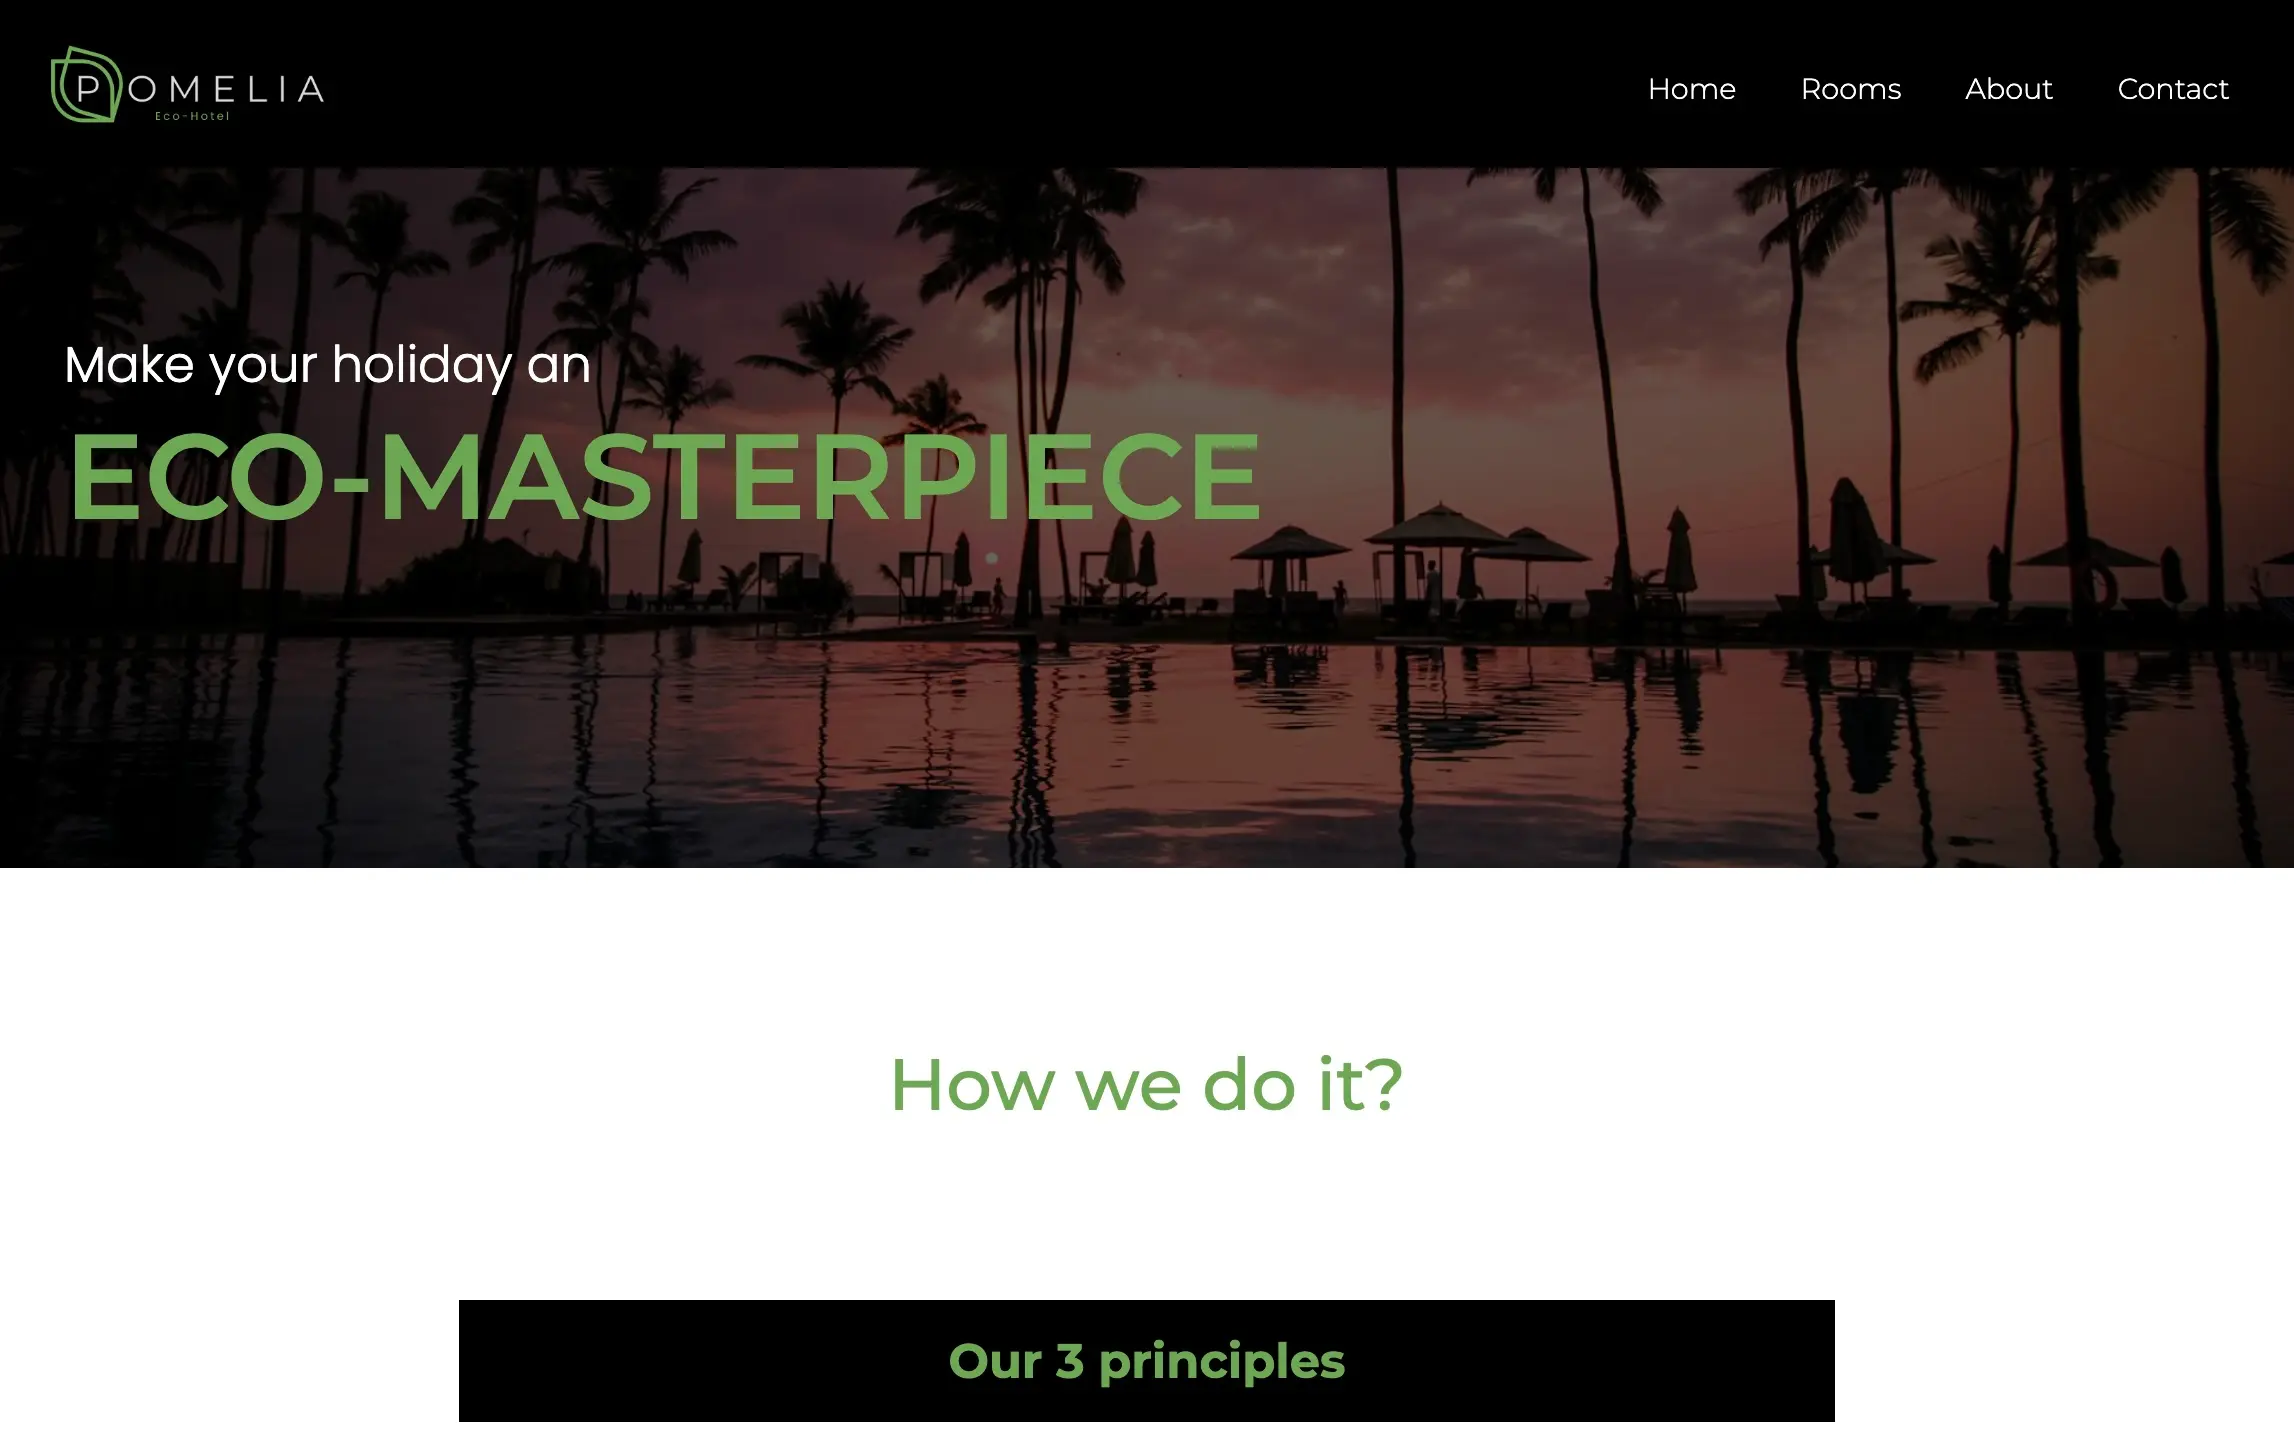 POMELIA
Eco-Hotel
Home Rooms About Contact
Make your holiday an
ECO-MASTERPIECE
How we do it?
Our 3 principles